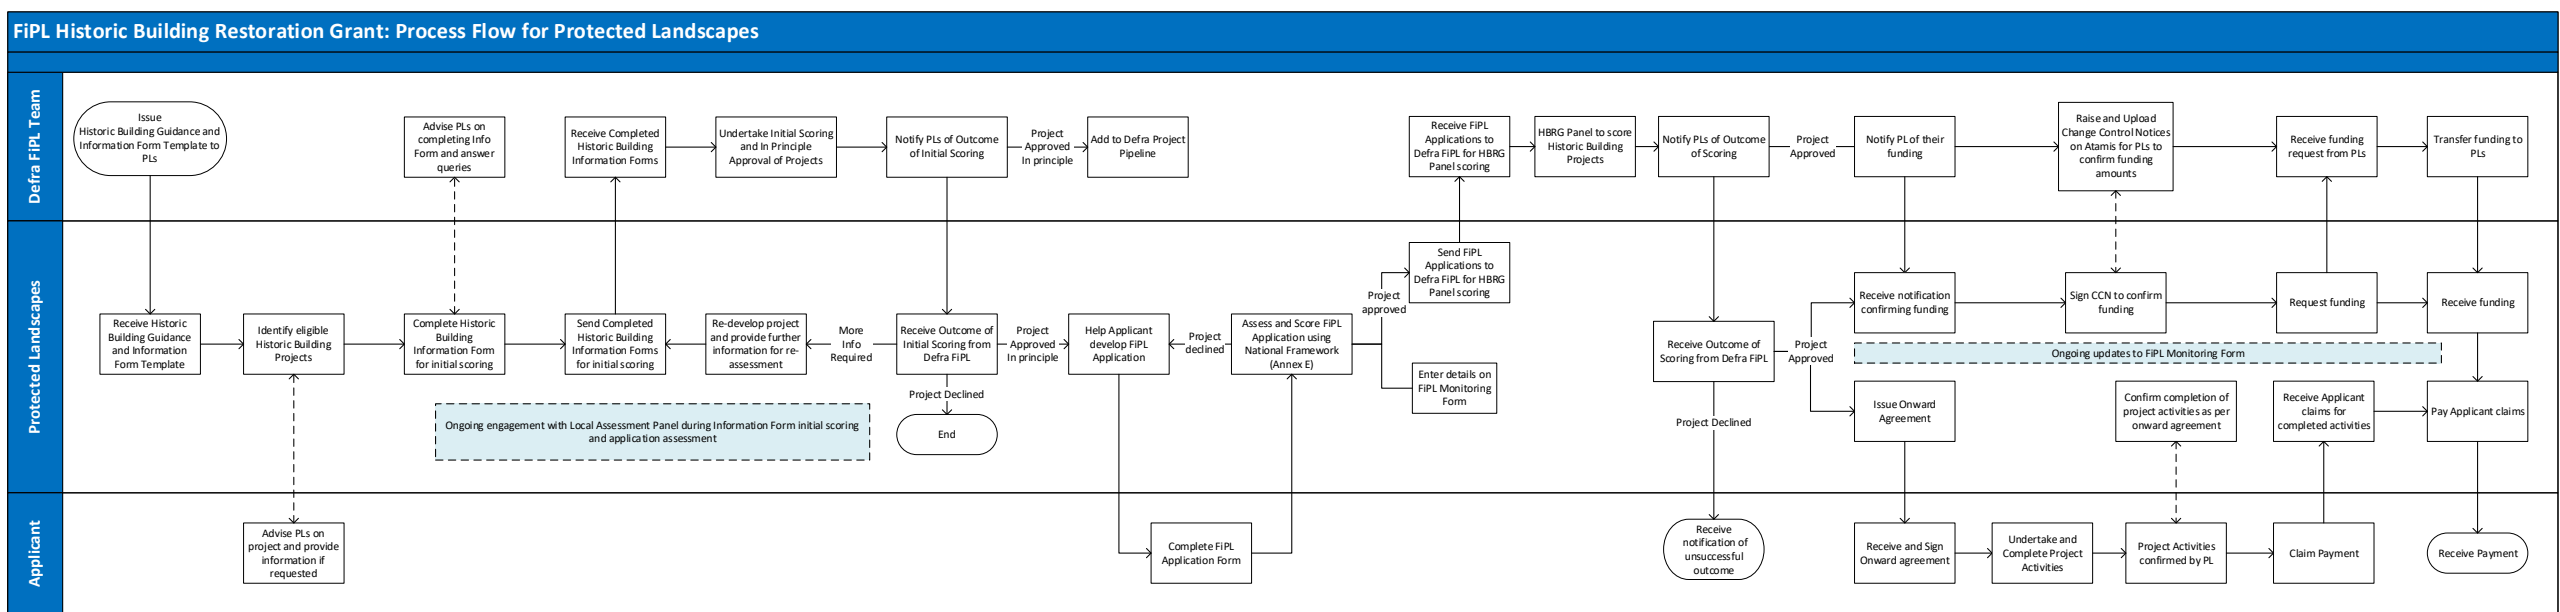 FiPL Historic Building Restoration Grant: Process Flow for Protected Landscapes
Defra FiPL Team
Issue
Historic Building Guidance and
Information Form Template to
PLs
Advise PLs on
completing Info
Form and answer
queries
Receive Completed
Historic Building
Information Forms
Undertake Initial Scoring
and In Principle
Approval of Projects
Notify PLs of Outcome
of Initial Scoring
Project
Approved
In principle
Add to Defra Project
Pipeline
Receive FiPL
Applications to
Defra FiPL for HBRG
Panel scoring
HBRG Panel to score
Historic Building
Projects
Notify PLs of Outcome
of Scoring
Project
Approved
Notify PL of their
funding
Raise and Upload
Change Control Notices
on Atamis for PLs to
confirm funding
amounts
Receive funding
request from PLs
Transfer funding to
PLs
Protected Landscapes
Receive Historic
Building Guidance
and Information
Form Template
Identify eligible
Historic Building
Projects
Complete Historic
Building
Information Form
for initial scoring
Send Completed
Historic Building
Information Forms
for initial scoring
Re-develop project
and provide further
information for re-
assessment
More
Info
Required
Receive Outcome of
Initial Scoring from
Defra FiPL
Project
Approved
In principle
Project Declined
End
Help Applicant
develop FiPL
Application
Project
declined
Assess and Score FiPL
Application using
National Framework
(Annex E)
Project
approved
Send FiPL
Applications to
Defra FiPL for HBRG
Panel scoring
Enter details on
FiPL Monitoring
Form
Ongoing engagement with Local Assessment Panel during Information Form initial scoring
and application assessment
Receive Outcome of
Scoring from Defra FiPL
Project
Approved
Project Declined
Receive notification
confirming funding
Sign CCN to confirm
funding
Request funding
Receive funding
Ongoing updates to FiPL Monitoring Form
Issue Onward
Agreement
Confirm completion of
project activities as per
onward agreement
Receive Applicant
claims for
completed activities
Pay Applicant claims
Applicant
Advise PLs on
project and provide
information if
requested
Complete FiPL
Application Form
Receive
notification of
unsuccessful
outcome
Receive and Sign
Onward agreement
Undertake and
Complete Project
Activities
Project Activities
confirmed by PL
Claim Payment
Receive Payment